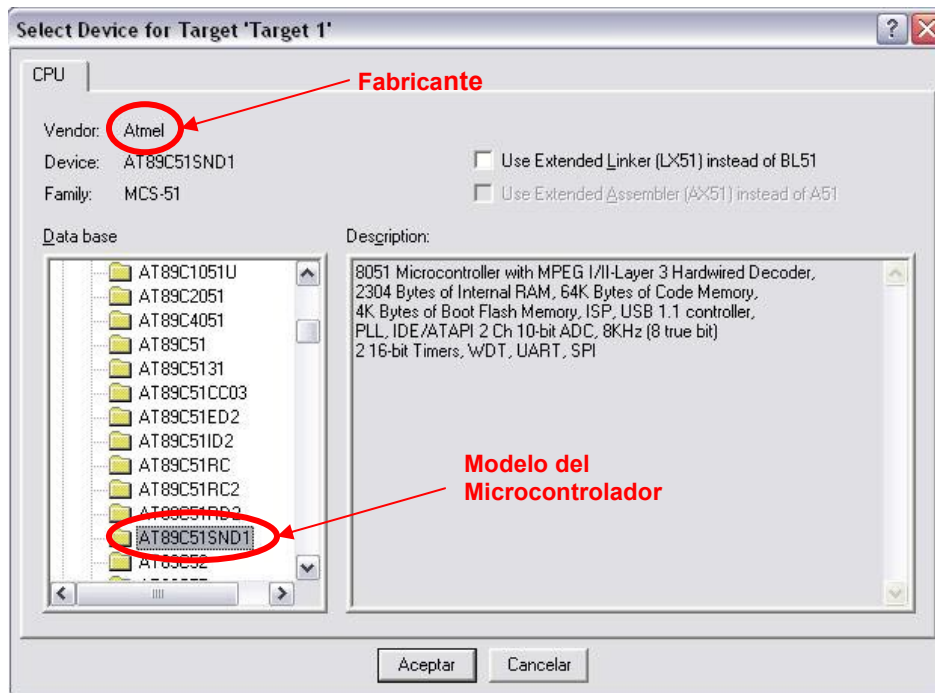 Select Device for Target 'Target 1'
CPU
Fabricante
Vendor: Atmel
Device: AT89C51SND1
Use Extended Linker (LX51) instead of BL51
Family: MCS-51
Use Extended Assembler (AX51) instead of A51
Data base
Description:
AT89C1051U
AT89C2051
AT89C4051
AT89C51
AT89C5131
AT89C51CC03
AT89C51ED2
AT89C51ID2
AT89C51RC
AT89C51RC2
AT89C51RD2
AT89C51SND1
AT89C52
8051 Microcontroller with MPEG I/II-Layer 3 Hardwired Decoder,
2304 Bytes of Internal RAM, 64K Bytes of Code Memory,
4K Bytes of Boot Flash Memory, ISP, USB 1.1 controller,
PLL, IDE/ATAPI 2 Ch 10-bit ADC, 8KHz (8 true bit)
2 16-bit Timers, WDT, UART, SPI
Modelo del
Microcontrolador
Aceptar
Cancelar